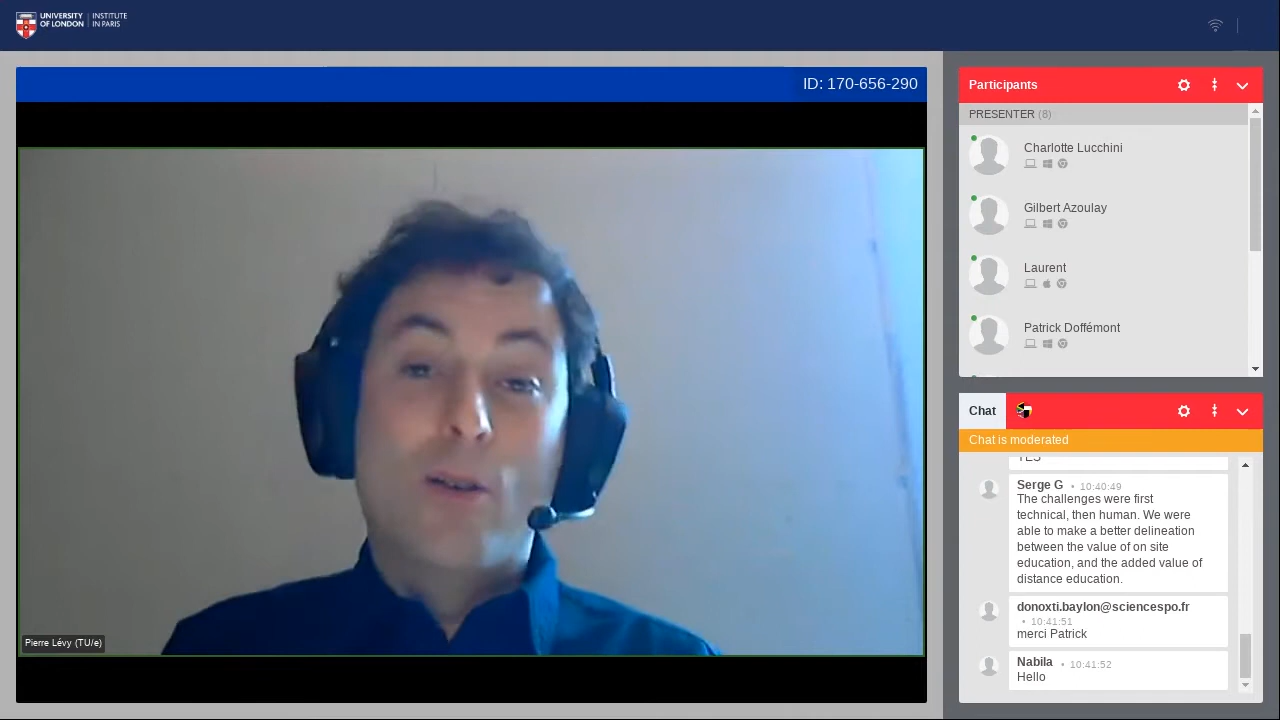 UNIVERSITY OF LONDON
INSTITUTE IN PARIS
ID: 170-656-290
Pierre Lévy (TU/e)
Participants
PRESENTER (8)
Charlotte Lucchini
Gilbert Azoulay
Laurent
Patrick Doffémont
Chat
Chat is moderated
YES
Serge G • 10:40:49
The challenges were first
technical, then human. We were
able to make a better delineation
between the value of on site
education, and the added value of
distance education.
donoxti.baylon@sciencespo.fr
• 10:41:51
merci Patrick
Nabila • 10:41:52
Hello